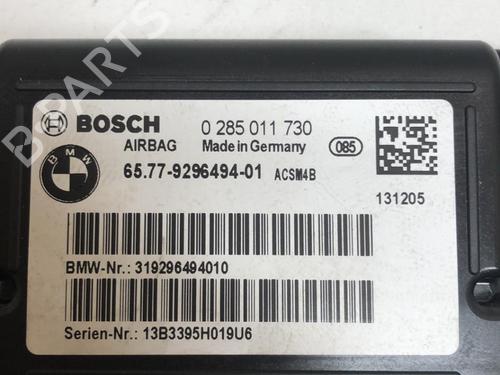 BOSCH 0 285 011 730
AIRBAG Made in Germany 085
BMW 65.77-9296494-01 ACSM4B
131205
BMW-Nr.: 319296494010
Serien-Nr: 13B3395H019U6
B PARTS